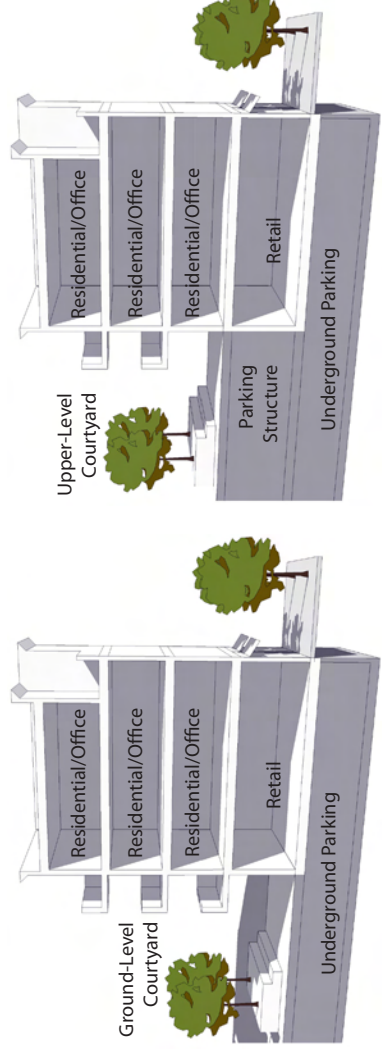 Upper-Level
Courtyard
Residential/Office
Residential/Office
Residential/Office
Retail
Parking
Structure
Underground Parking
Ground-Level
Courtyard
Residential/Office
Residential/Office
Residential/Office
Retail
Underground Parking